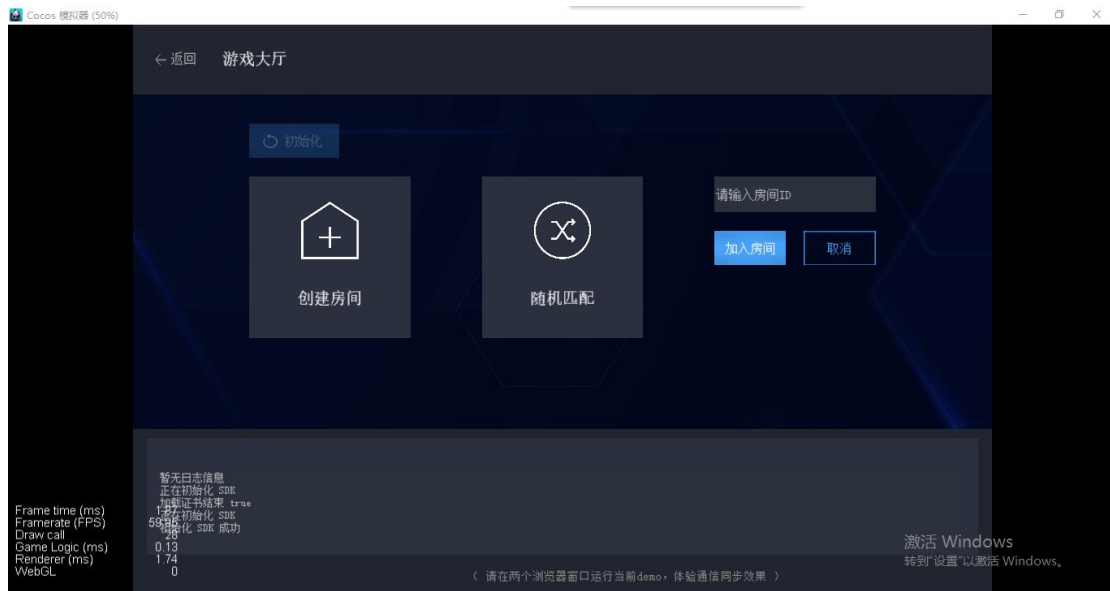 Cocos 模拟器 (50%)
← 返回 游戏大厅
初始化
创建房间
随机匹配
请输入房间ID
加入房间 取消
暂无日志信息
正在初始化 SDK
加载证书结束 true
正在初始化 SDK
初始化 SDK 成功
Frame time (ms)
Framerate (FPS)
Draw call 28
Game Logic (ms) 0.13
Renderer (ms) 1.74
WebGL 0
激活 Windows
转到"设置"以激活 Windows。
( 请在两个浏览器窗口运行当前demo，体验通信同步效果 )